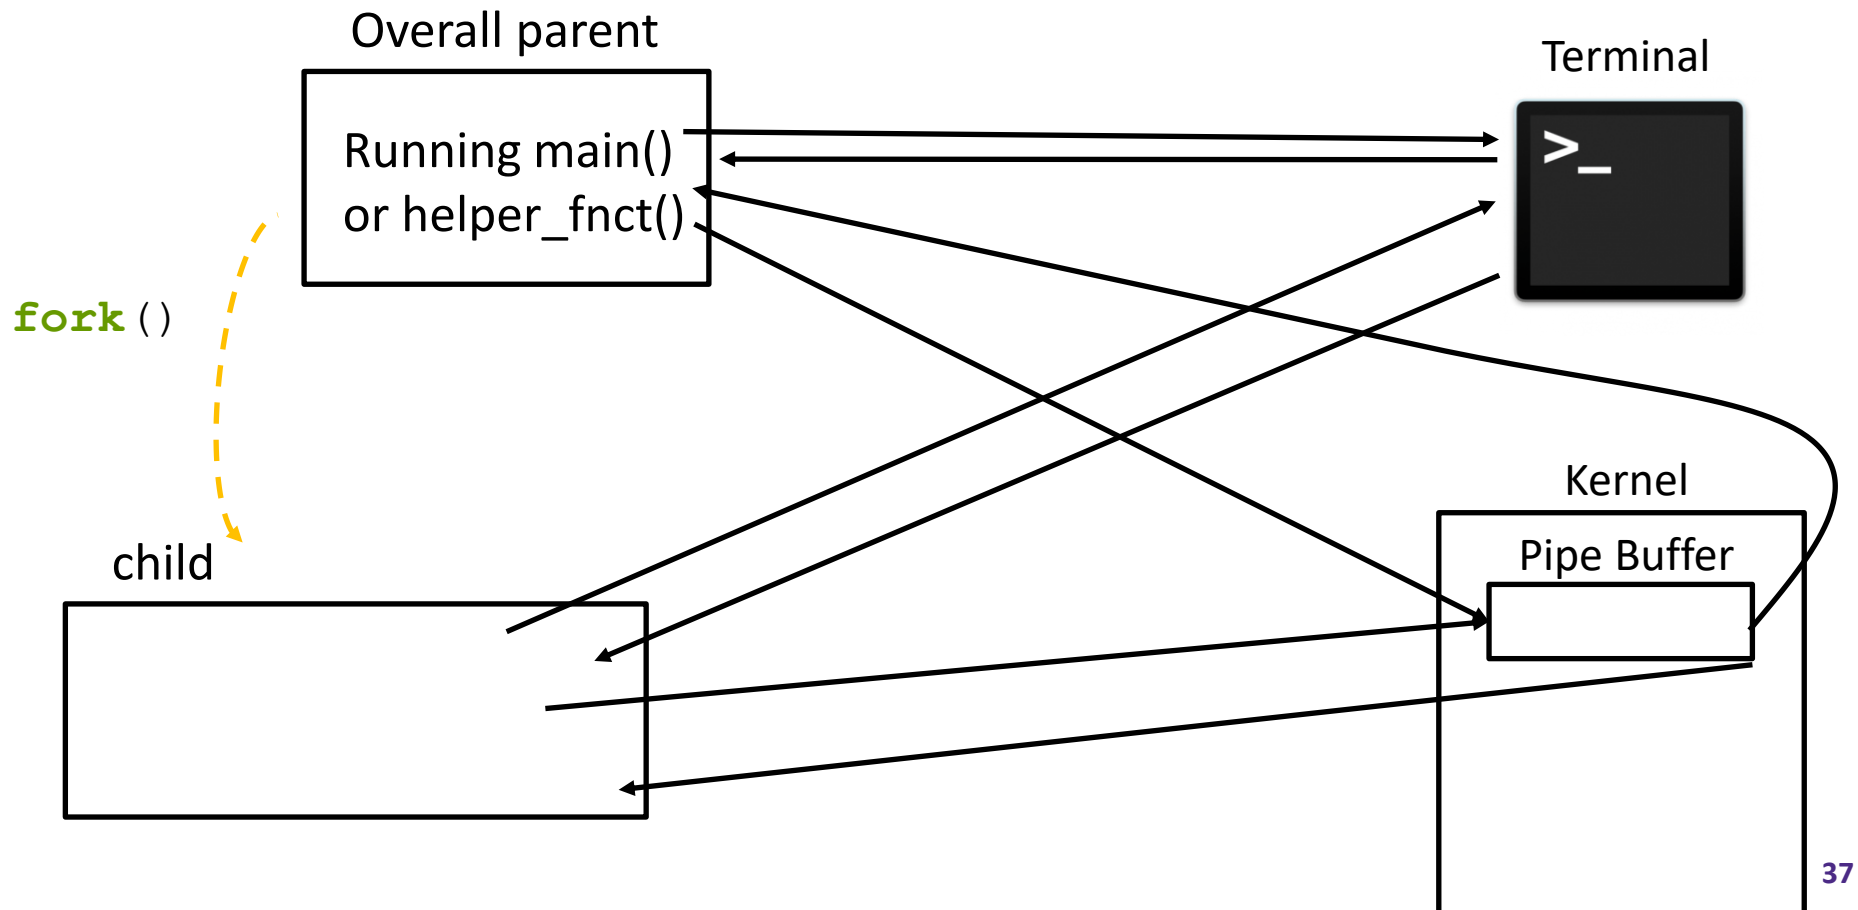 Overall parent
Terminal
>_
Running main()
or helper_fnct()
fork()
Kernel
Pipe Buffer
child
37